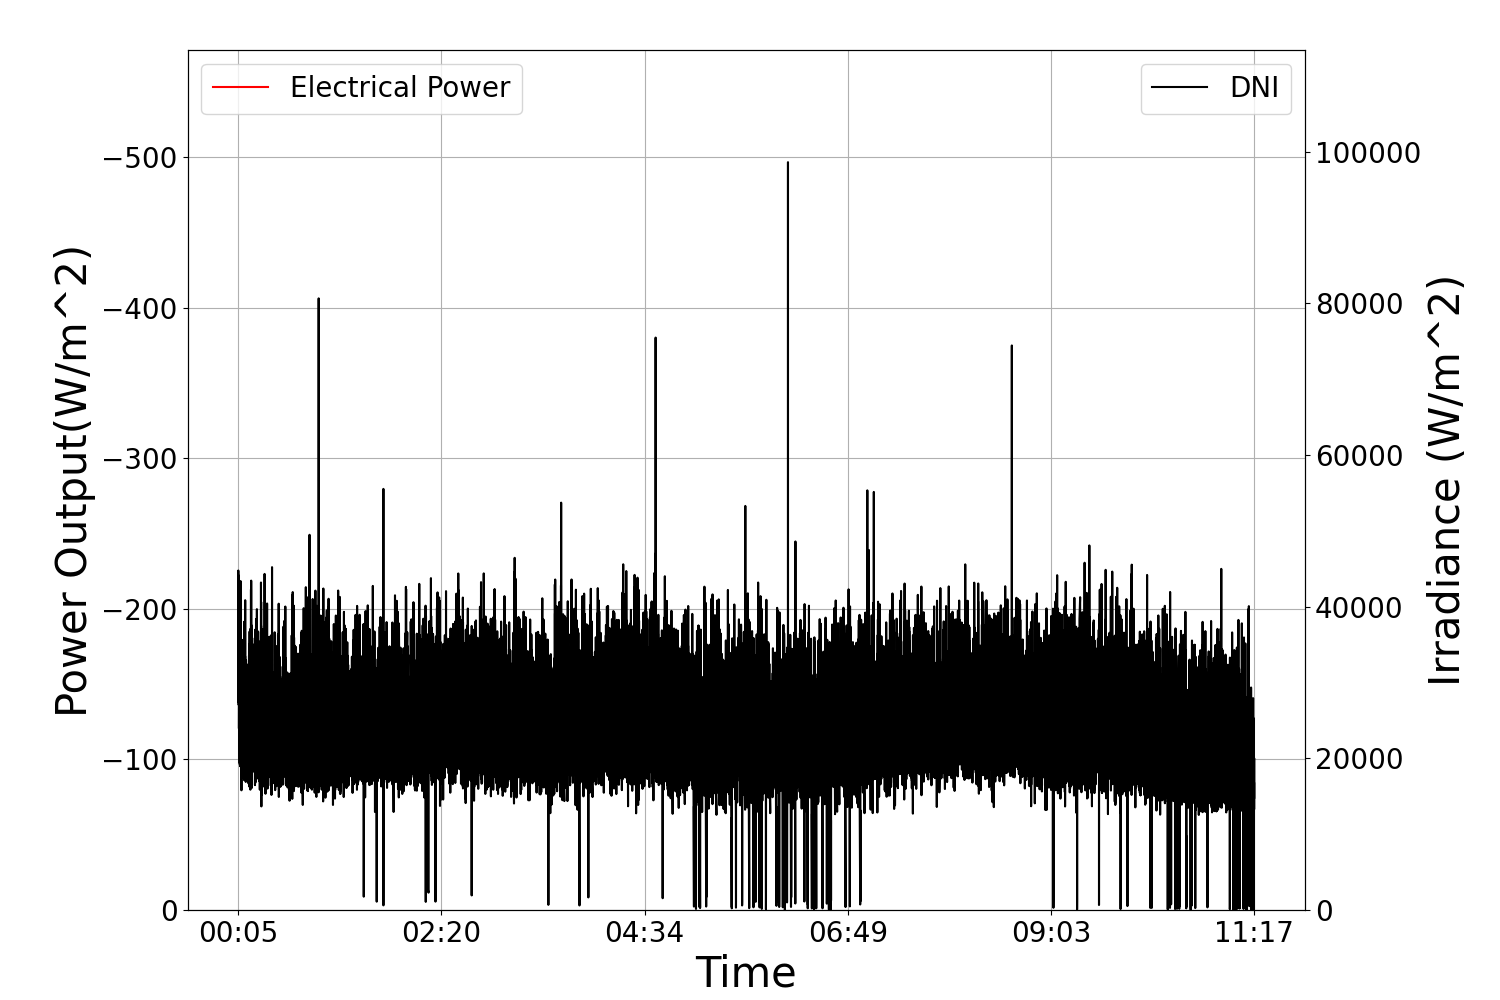 Electrical Power
DNI
−500
−400
−300
−200
−100
0
Power Output(W/m^2)
100000
80000
60000
40000
20000
0
Irradiance (W/m^2)
00:05 02:20 04:34 06:49 09:03 11:17
Time